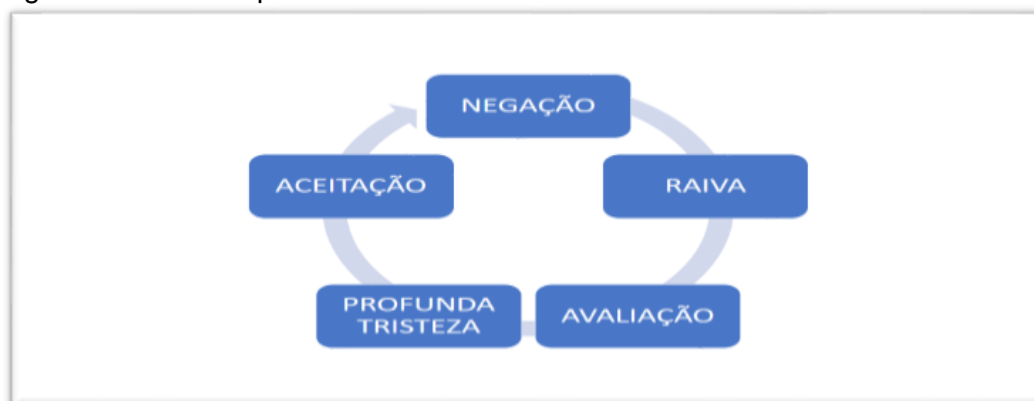 NEGAÇÃO
RAIVA
AVALIAÇÃO
PROFUNDA
TRISTEZA
ACEITAÇÃO